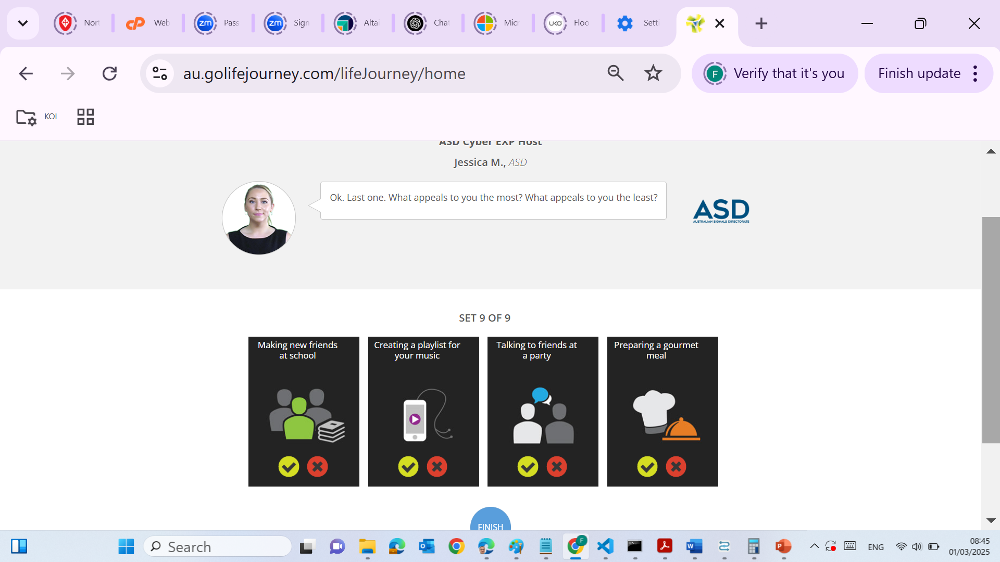 Nort
Web
Pass
Sign
Altai
Chat
Micr
Floo
Setti
au.golifejourney.com/lifeJourney/home
F
Verify that it's you
Finish update
KOI
ASD Cyber EXP Host
Jessica M., ASD
Ok. Last one. What appeals to you the most? What appeals to you the least?
ASD
AUSTRALIAN SIGNALS DIRECTORATE
SET 9 OF 9
Making new friends
at school
Creating a playlist for
your music
Talking to friends at
a party
Preparing a gourmet
meal
FINISH
Search
ENG
08:45
01/03/2025